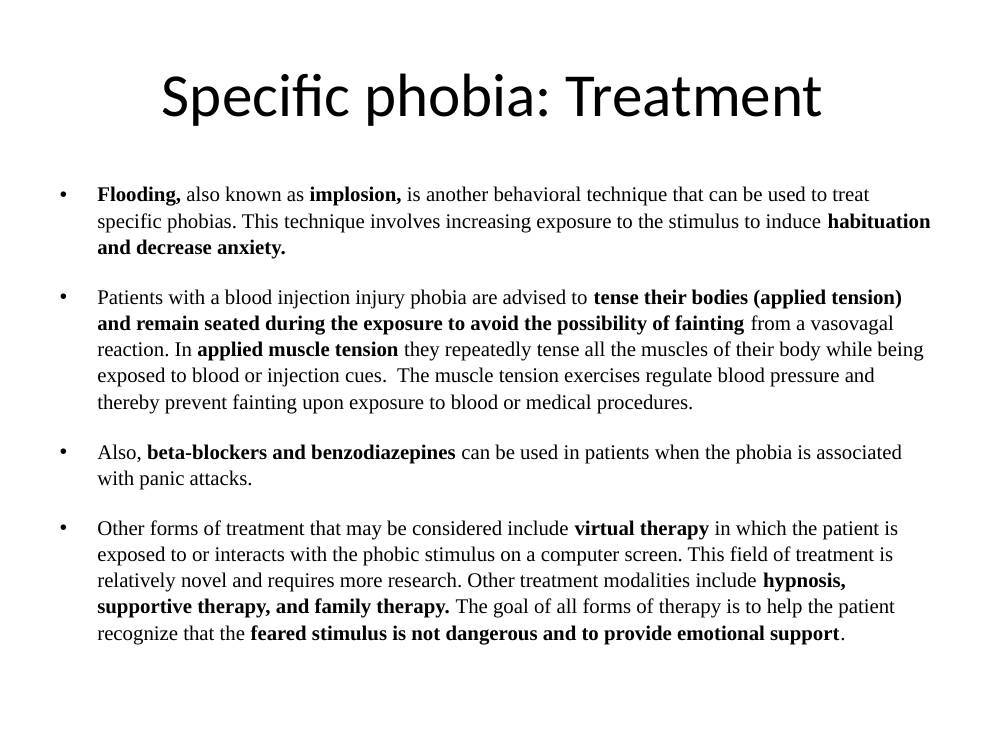 Specific phobia: Treatment
• Flooding, also known as implosion, is another behavioral technique that can be used to treat
specific phobias. This technique involves increasing exposure to the stimulus to induce habituation
and decrease anxiety.
• Patients with a blood injection injury phobia are advised to tense their bodies (applied tension)
and remain seated during the exposure to avoid the possibility of fainting from a vasovagal
reaction. In applied muscle tension they repeatedly tense all the muscles of their body while being
exposed to blood or injection cues.  The muscle tension exercises regulate blood pressure and
thereby prevent fainting upon exposure to blood or medical procedures.
• Also, beta-blockers and benzodiazepines can be used in patients when the phobia is associated
with panic attacks.
• Other forms of treatment that may be considered include virtual therapy in which the patient is
exposed to or interacts with the phobic stimulus on a computer screen. This field of treatment is
relatively novel and requires more research. Other treatment modalities include hypnosis,
supportive therapy, and family therapy. The goal of all forms of therapy is to help the patient
recognize that the feared stimulus is not dangerous and to provide emotional support.